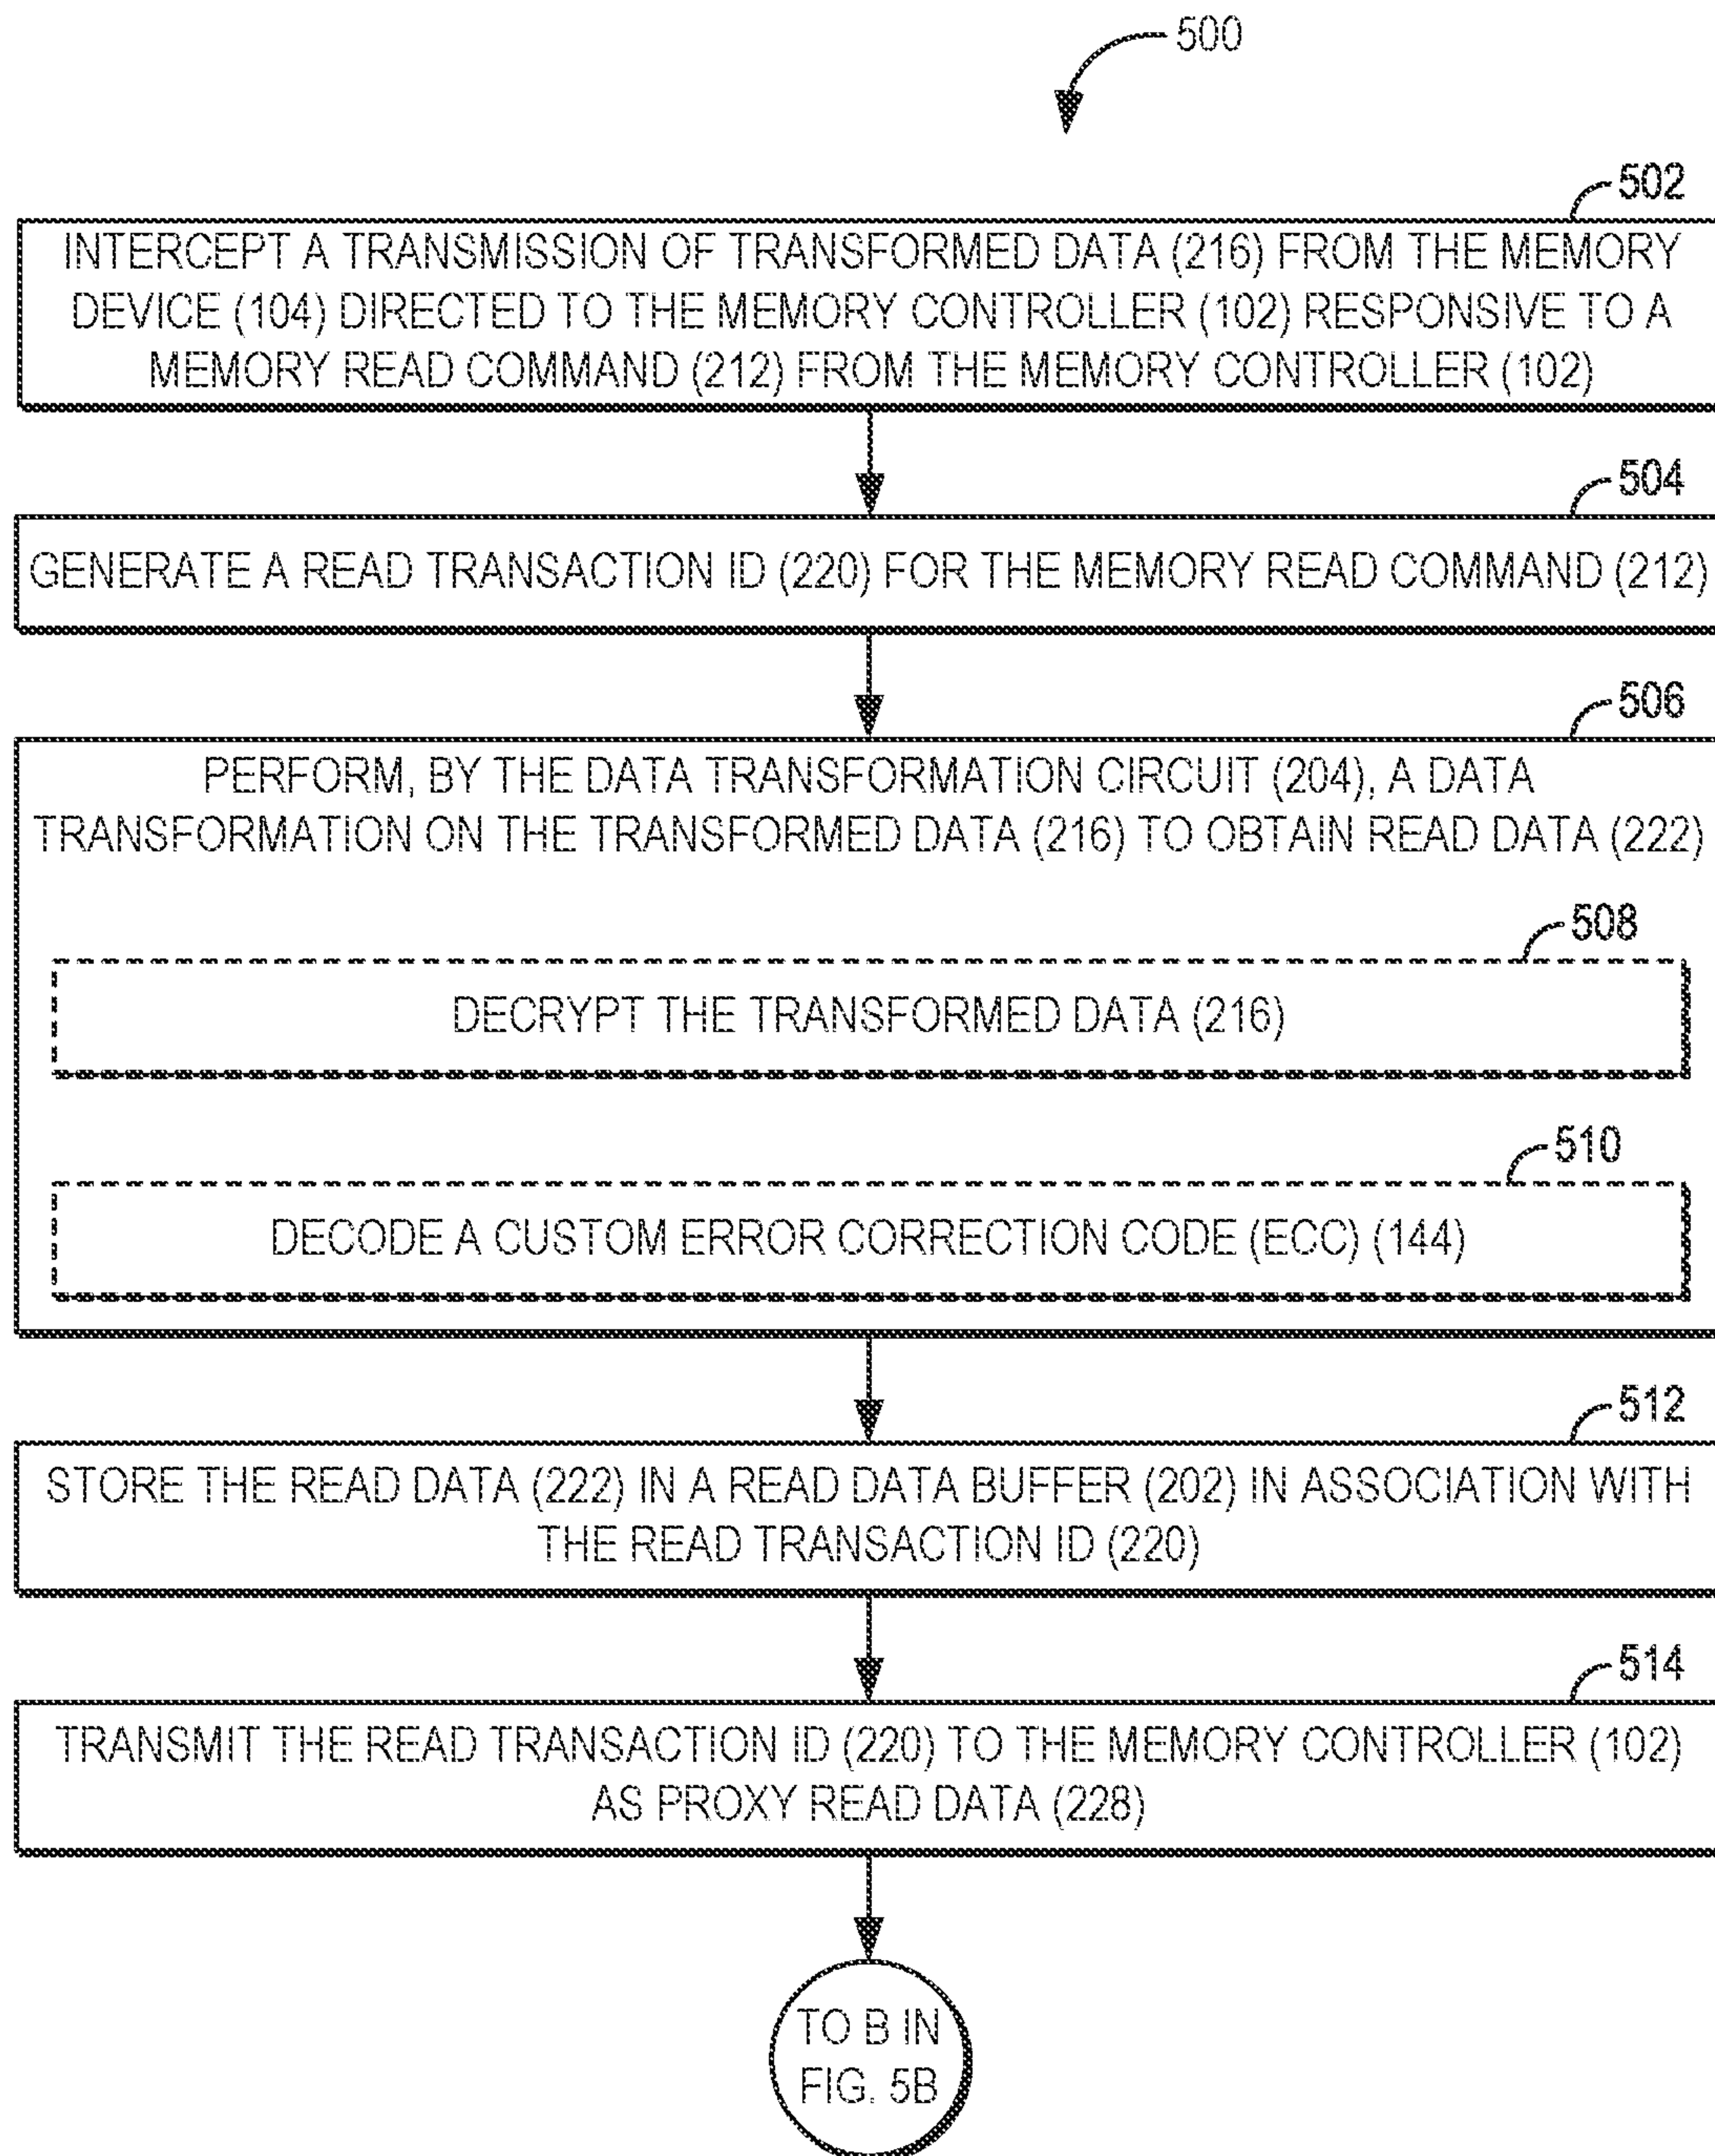 500
502
INTERCEPT A TRANSMISSION OF TRANSFORMED DATA (216) FROM THE MEMORY
DEVICE (104) DIRECTED TO THE MEMORY CONTROLLER (102) RESPONSIVE TO A
MEMORY READ COMMAND (212) FROM THE MEMORY CONTROLLER (102)
504
GENERATE A READ TRANSACTION ID (220) FOR THE MEMORY READ COMMAND (212)
506
PERFORM, BY THE DATA TRANSFORMATION CIRCUIT (204), A DATA
TRANSFORMATION ON THE TRANSFORMED DATA (216) TO OBTAIN READ DATA (222)
508
DECRYPT THE TRANSFORMED DATA (216)
510
DECODE A CUSTOM ERROR CORRECTION CODE (ECC) (144)
512
STORE THE READ DATA (222) IN A READ DATA BUFFER (202) IN ASSOCIATION WITH
THE READ TRANSACTION ID (220)
514
TRANSMIT THE READ TRANSACTION ID (220) TO THE MEMORY CONTROLLER (102)
AS PROXY READ DATA (228)
TO B IN
FIG. 5B